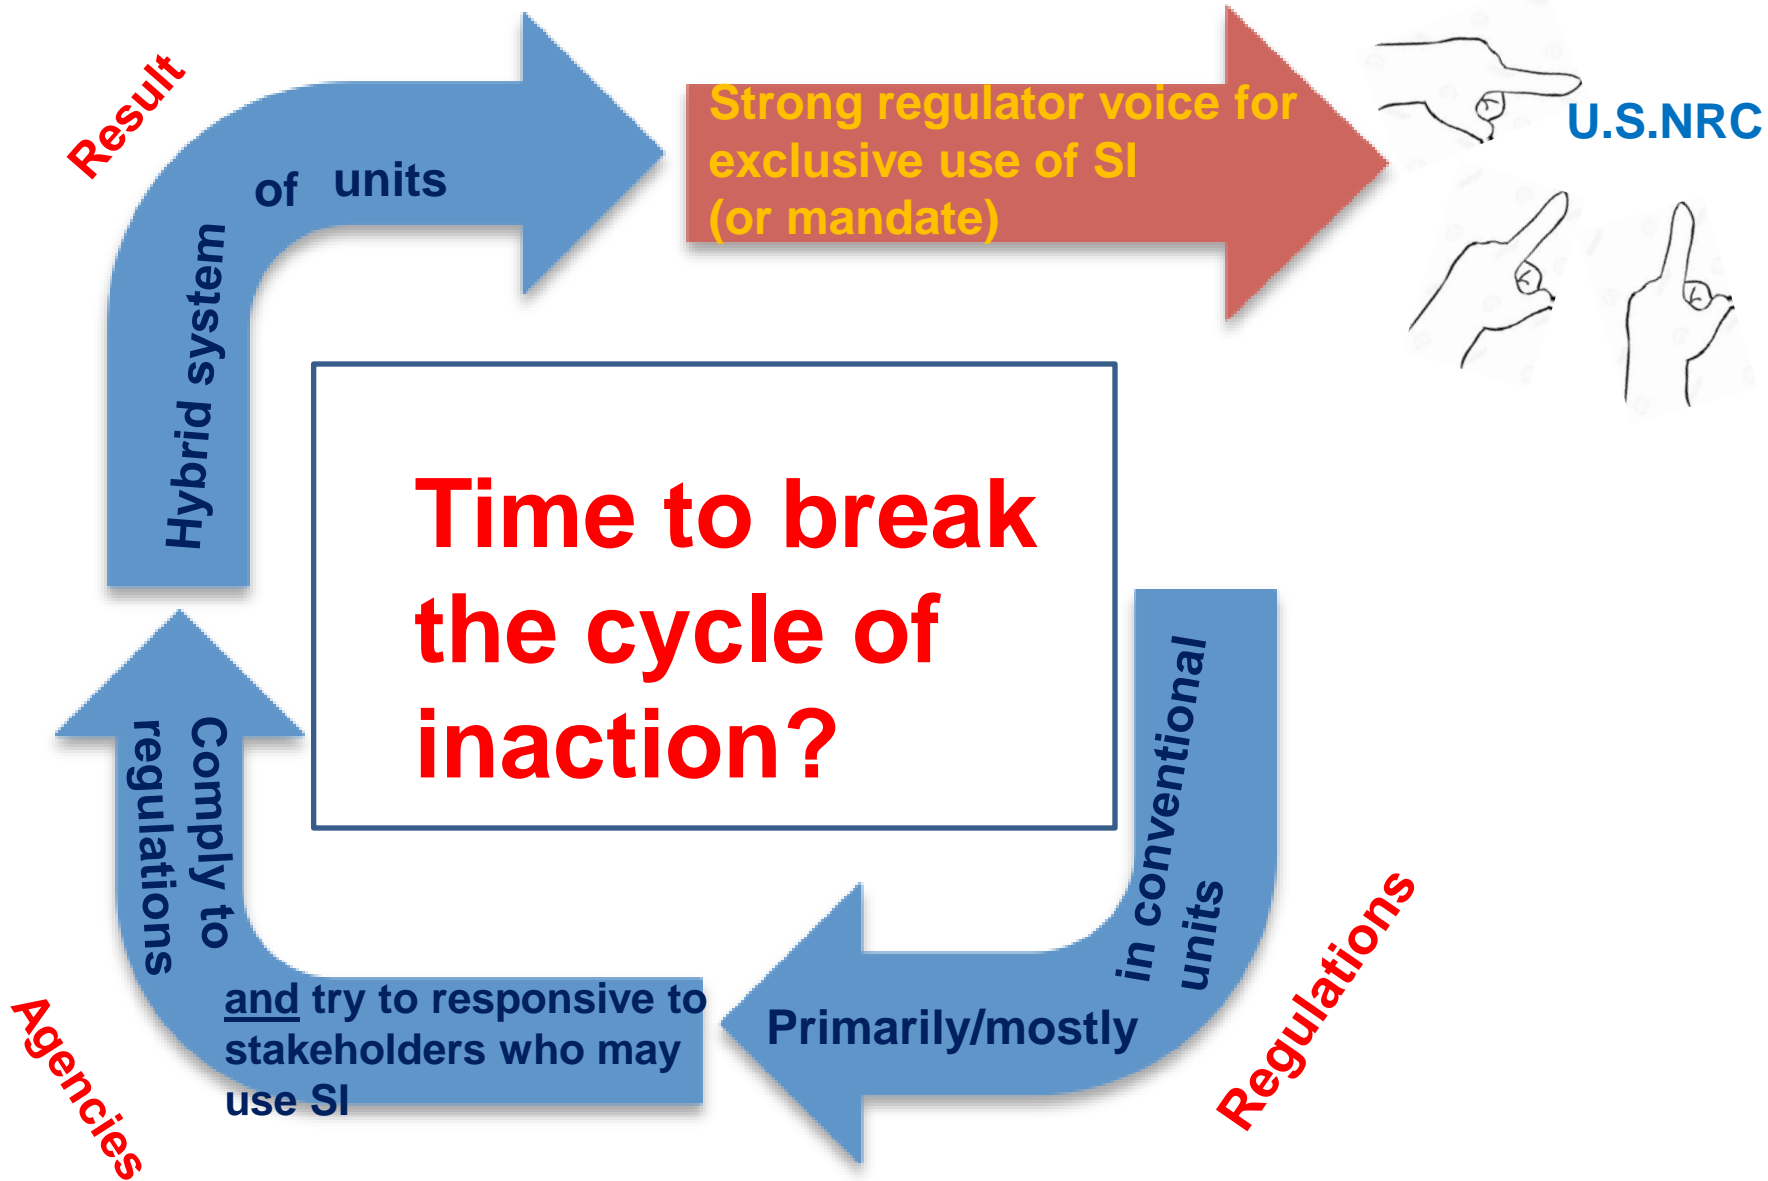 Result
Hybrid system of units
Strong regulator voice for
exclusive use of SI
(or mandate)
U.S.NRC
Time to break
the cycle of
inaction?
in conventional
units
Primarily/mostly
Regulations
Comply to
regulations
and try to responsive to
stakeholders who may
use SI
Agencies